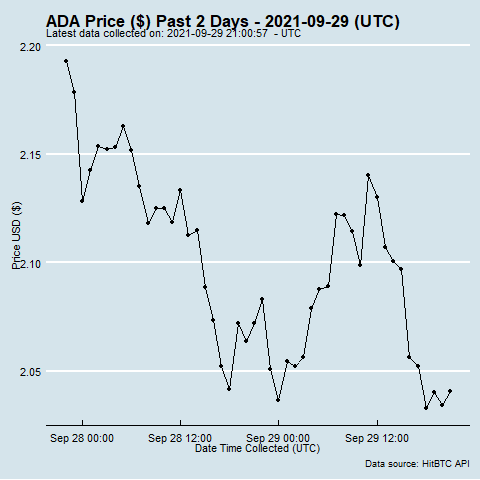 ADA Price ($) Past 2 Days - 2021-09-29 (UTC)
Latest data collected on: 2021-09-29 21:00:57 - UTC
2.20
2.15
2.10
2.05
Price USD ($)
Sep 28 00:00 Sep 28 12:00 Sep 29 00:00 Sep 29 12:00
Date Time Collected (UTC)
Data source: HitBTC API